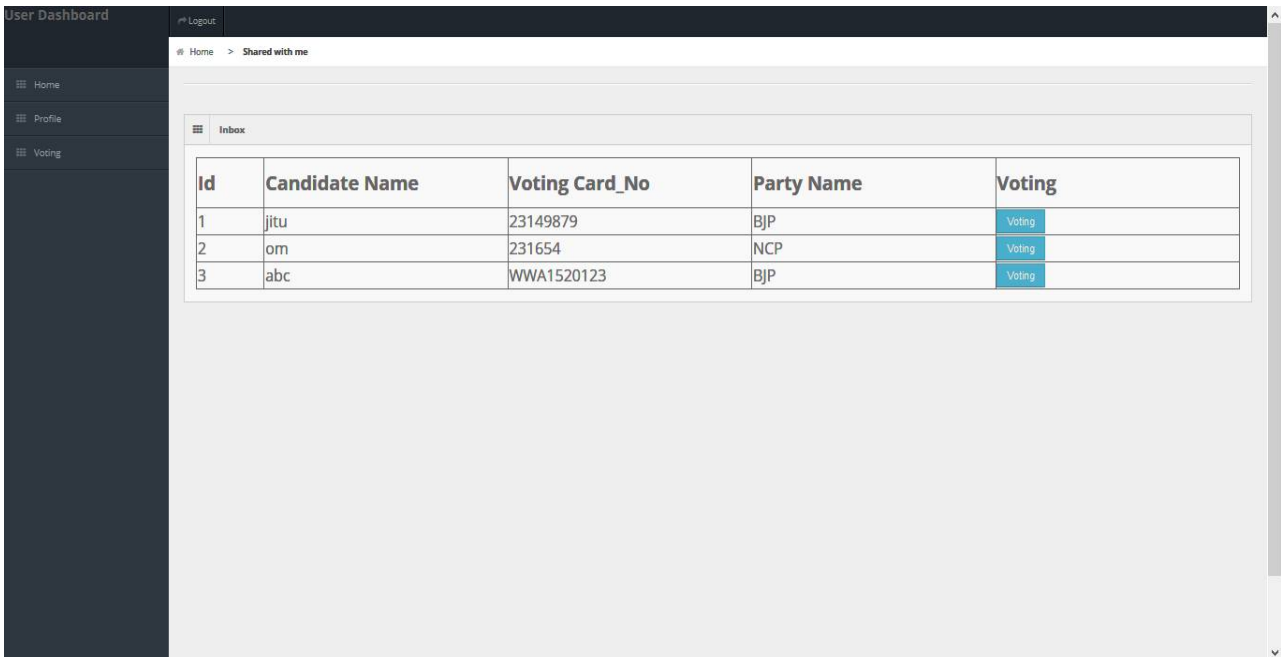 User Dashboard
Logout
Home > Shared with me
Home
Profile
Voting
Inbox
Id Candidate Name Voting Card_No Party Name Voting
1 jitu 23149879 BJP Voting
2 om 231654 NCP Voting
3 abc WWA1520123 BJP Voting